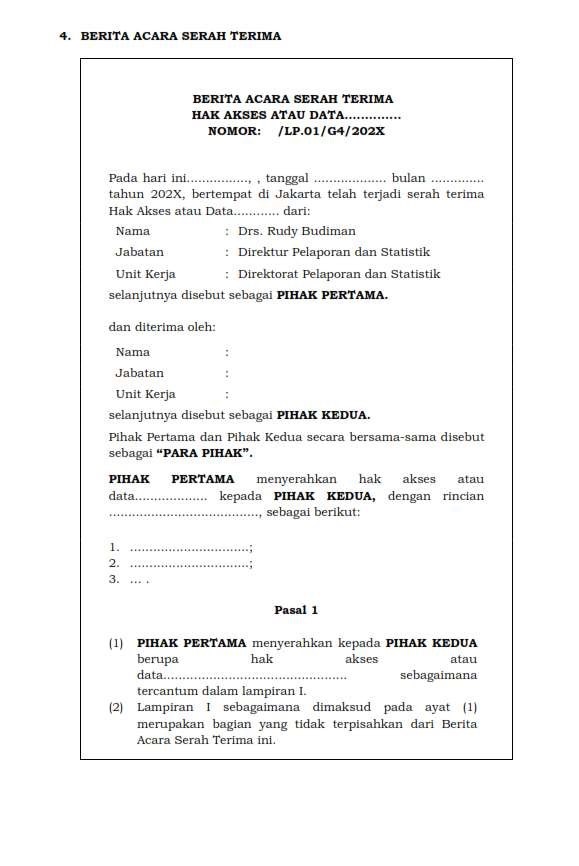 4. BERITA ACARA SERAH TERIMA
BERITA ACARA SERAH TERIMA
HAK AKSES ATAU DATA..............
NOMOR: /LP.01/G4/202X
Pada hari ini................, , tanggal ................... bulan ..............
tahun 202X, bertempat di Jakarta telah terjadi serah terima
Hak Akses atau Data............ dari:
Nama : Drs. Rudy Budiman
Jabatan : Direktur Pelaporan dan Statistik
Unit Kerja : Direktorat Pelaporan dan Statistik
selanjutnya disebut sebagai PIHAK PERTAMA.
dan diterima oleh:
Nama :
Jabatan :
Unit Kerja :
selanjutnya disebut sebagai PIHAK KEDUA.
Pihak Pertama dan Pihak Kedua secara bersama-sama disebut
sebagai “PARA PIHAK”.
PIHAK PERTAMA menyerahkan hak akses atau
data................... kepada PIHAK KEDUA, dengan rincian
......................................., sebagai berikut:
1. ...............................;
2. ...............................;
3. ... .
Pasal 1
(1) PIHAK PERTAMA menyerahkan kepada PIHAK KEDUA
berupa hak akses atau
data................................................ sebagaimana
tercantum dalam lampiran I.
(2) Lampiran I sebagaimana dimaksud pada ayat (1)
merupakan bagian yang tidak terpisahkan dari Berita
Acara Serah Terima ini.